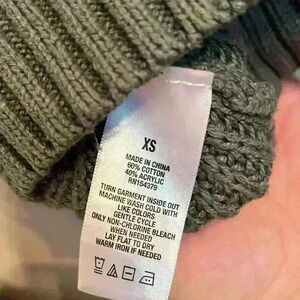 XS
MADE IN CHINA
60% COTTON
40% ACRYLIC
RN154379
TURN GARMENT INSIDE OUT
MACHINE WASH COLD WITH
LIKE COLORS
GENTLE CYCLE
ONLY NON-CHLORINE BLEACH
WHEN NEEDED
LAY FLAT TO DRY
WARM IRON IF NEEDED